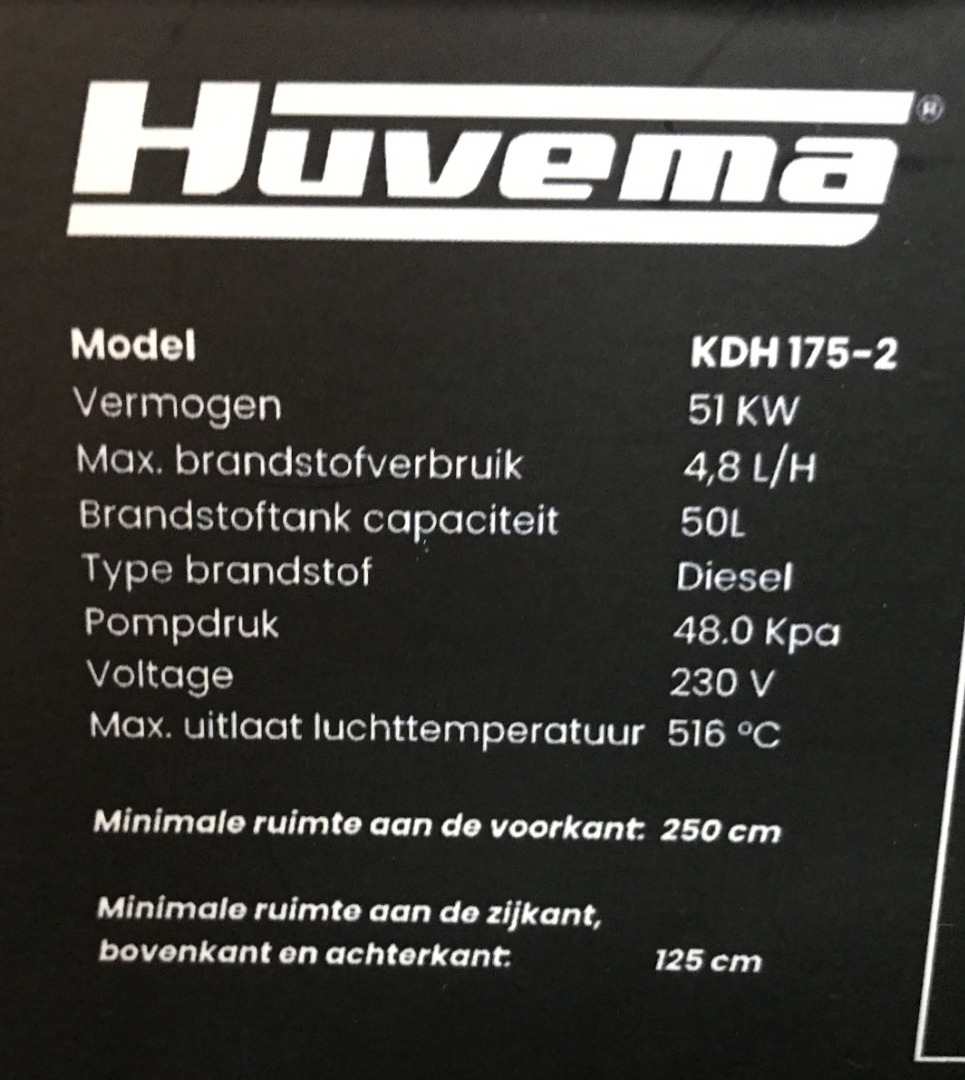 Huvema®
Model KDH 175-2
Vermogen 51 KW
Max. brandstofverbruik 4,8 L/H
Brandstoftank capaciteit 50L
Type brandstof Diesel
Pompdruk 48.0 Kpa
Voltage 230 V
Max. uitlaat luchttemperatuur 516 °C
Minimale ruimte aan de voorkant: 250 cm
Minimale ruimte aan de zijkant,
bovenkant en achterkant: 125 cm